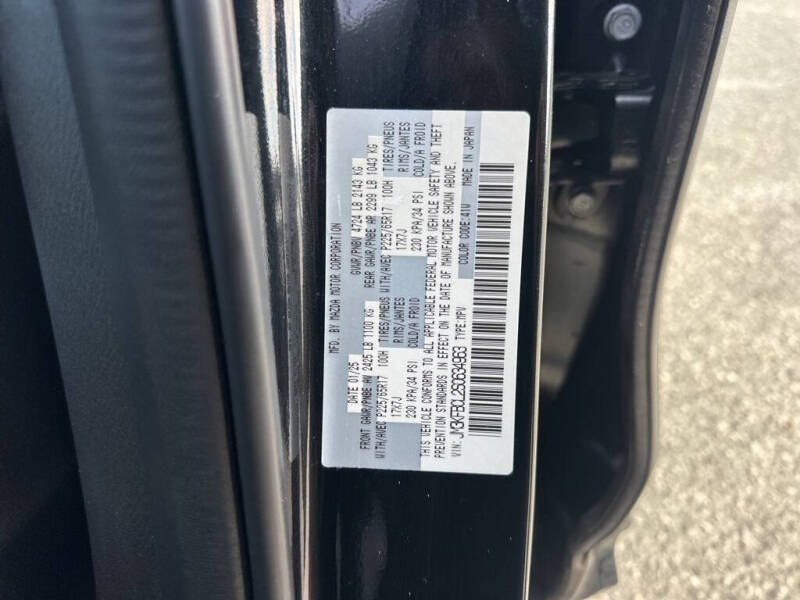 MFD. BY MAZDA MOTOR CORPORATION
DATE 01/25 GVWR/PNBV 4724 LB 2143 KG
FRONT GAWR/PNBE AV 2425 LB 1100 KG REAR GAWR/PNBE AR 2299 LB 1043 KG
WITH/AVEC P225/65R17 100H TIRES/PNEUS WITH/AVEC P225/65R17 100H TIRES/PNEUS
17X7J RIMS/JANTES 17X7J RIMS/JANTES
230 KPA/34 PSI COLD/A FROID 230 KPA/34 PSI COLD/A FROID
THIS VEHICLE CONFORMS TO ALL APPLICABLE FEDERAL MOTOR VEHICLE SAFETY AND THEFT
PREVENTION STANDARDS IN EFFECT ON THE DATE OF MANUFACTURE SHOWN ABOVE.
VIN: JM3KFBCL2S0634963 TYPE:MPV COLOR CODE:41W MADE IN JAPAN